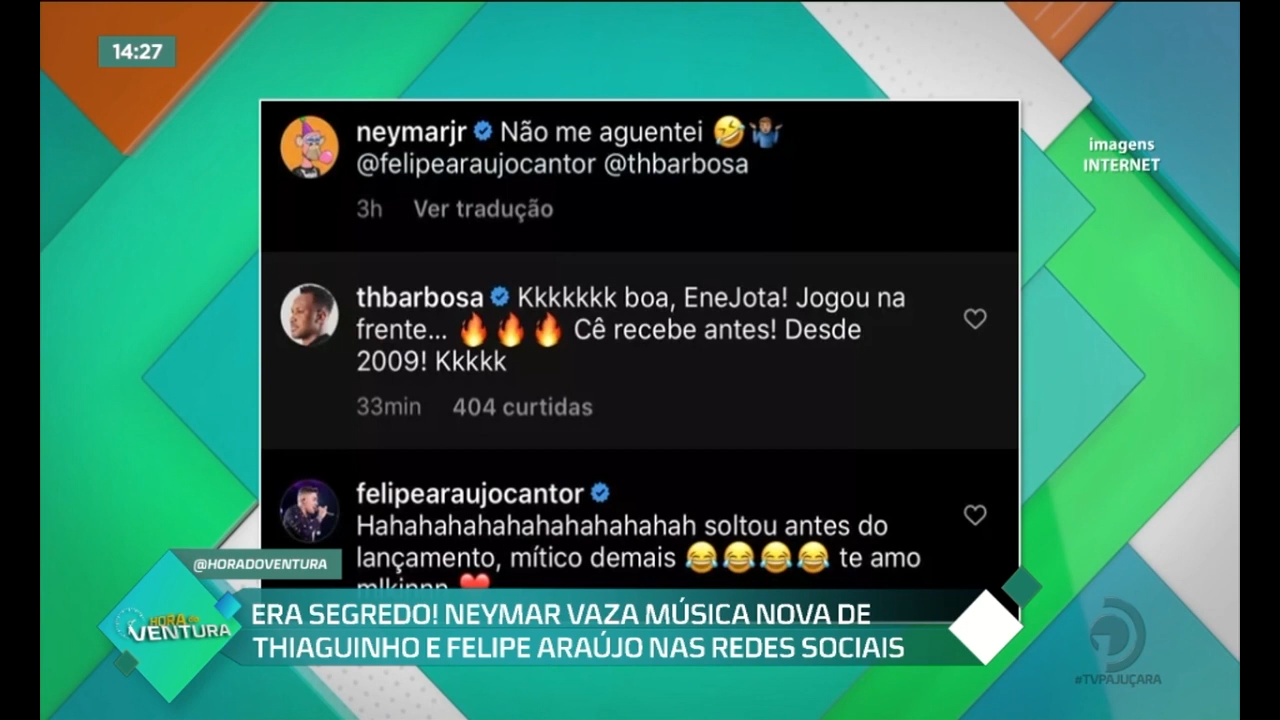 14:27
neymarjr Não me aguentei 🤣🤷🏽‍♂️
@felipearaujocantor @thbarbosa
3h Ver tradução
imagens
INTERNET
thbarbosa Kkkkkkk boa, EneJota! Jogou na
frente... 🔥🔥🔥 Cê recebe antes! Desde
2009! Kkkkk
33min 404 curtidas
felipearaujocantor
Hahahahahahahahahahahah soltou antes do
lançamento, mítico demais 😂😂😂😂 te amo
mlkinnn ❤️
@HORADOVENTURA
HORA DO
VENTURA
ERA SEGREDO! NEYMAR VAZA MÚSICA NOVA DE
THIAGUINHO E FELIPE ARAÚJO NAS REDES SOCIAIS
#TVPAJUÇARA